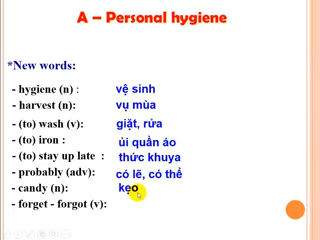 A – Personal hygiene
*New words:
- hygiene (n) : vệ sinh
- harvest (n): vụ mùa
- (to) wash (v): giặt, rửa
- (to) iron : ủi quần áo
- (to) stay up late : thức khuya
- probably (adv): có lẽ, có thể
- candy (n): kẹo
- forget - forgot (v):